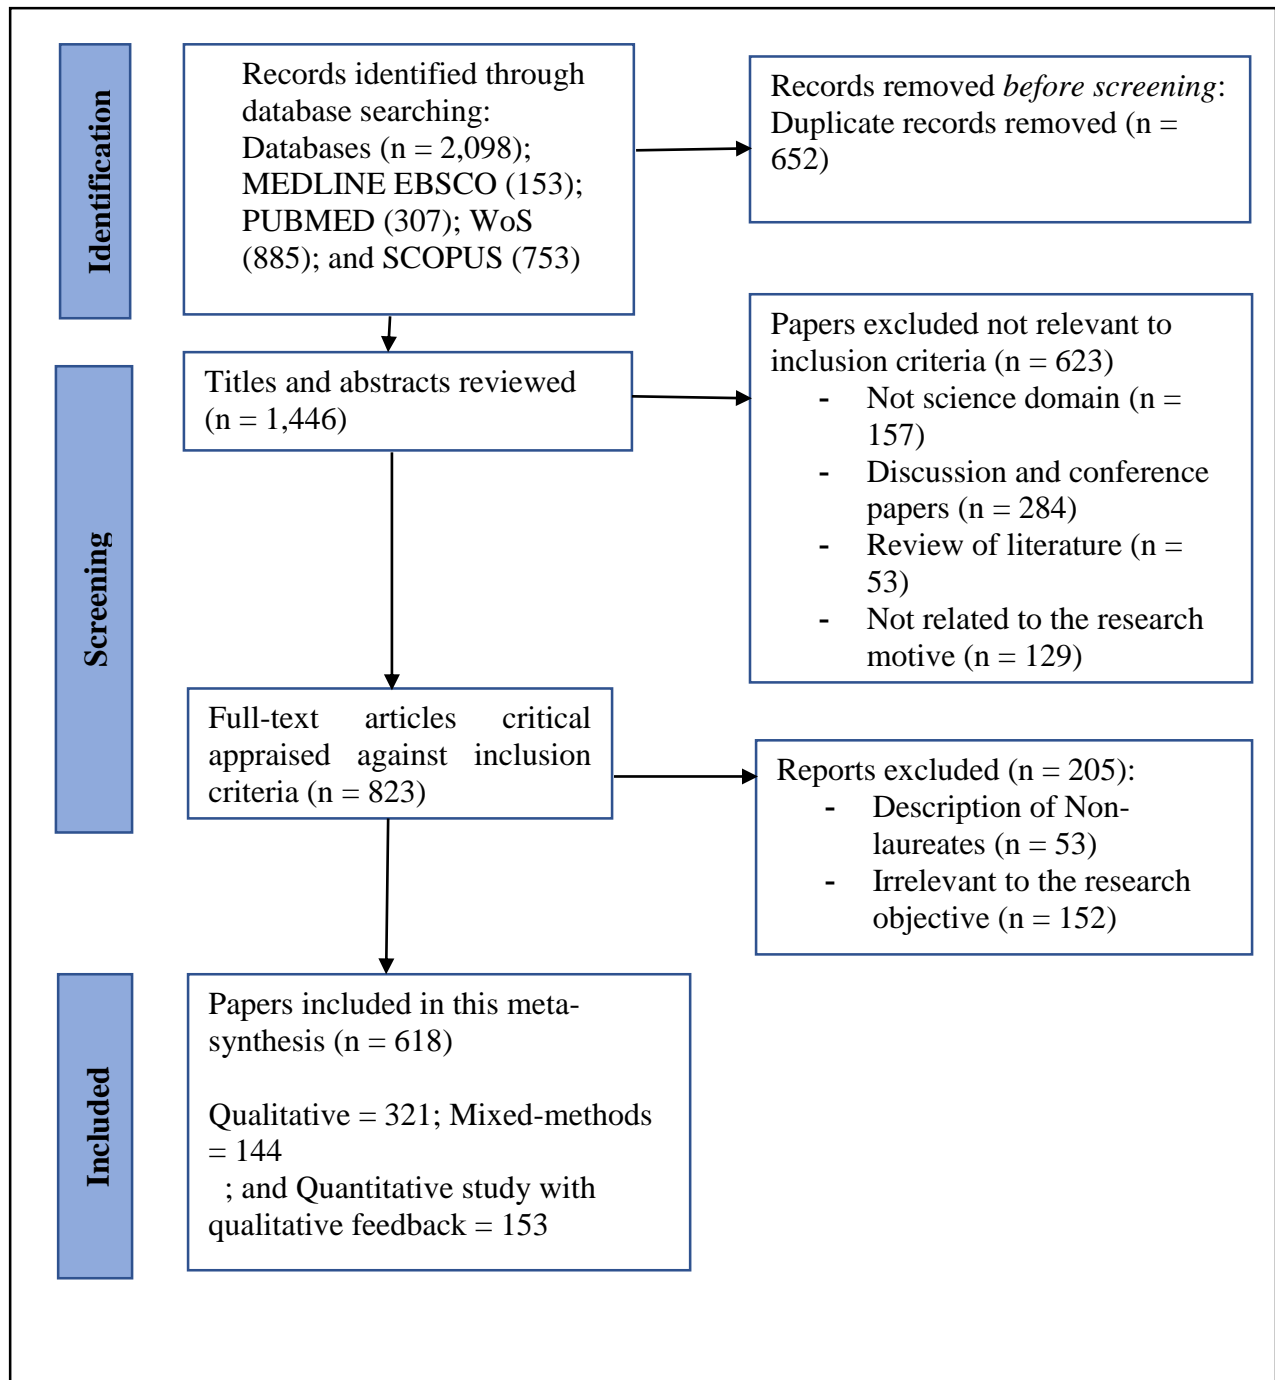 Identification
Records identified through
database searching:
Databases (n = 2,098);
MEDLINE EBSCO (153);
PUBMED (307); WoS
(885); and SCOPUS (753)
Records removed before screening:
Duplicate records removed (n =
652)
Screening
Titles and abstracts reviewed
(n = 1,446)
Papers excluded not relevant to
inclusion criteria (n = 623)
- Not science domain (n =
157)
- Discussion and conference
papers (n = 284)
- Review of literature (n =
53)
- Not related to the research
motive (n = 129)
Full-text articles critical
appraised against inclusion
criteria (n = 823)
Reports excluded (n = 205):
- Description of Non-
laureates (n = 53)
- Irrelevant to the research
objective (n = 152)
Included
Papers included in this meta-
synthesis (n = 618)
Qualitative = 321; Mixed-methods
= 144
; and Quantitative study with
qualitative feedback = 153